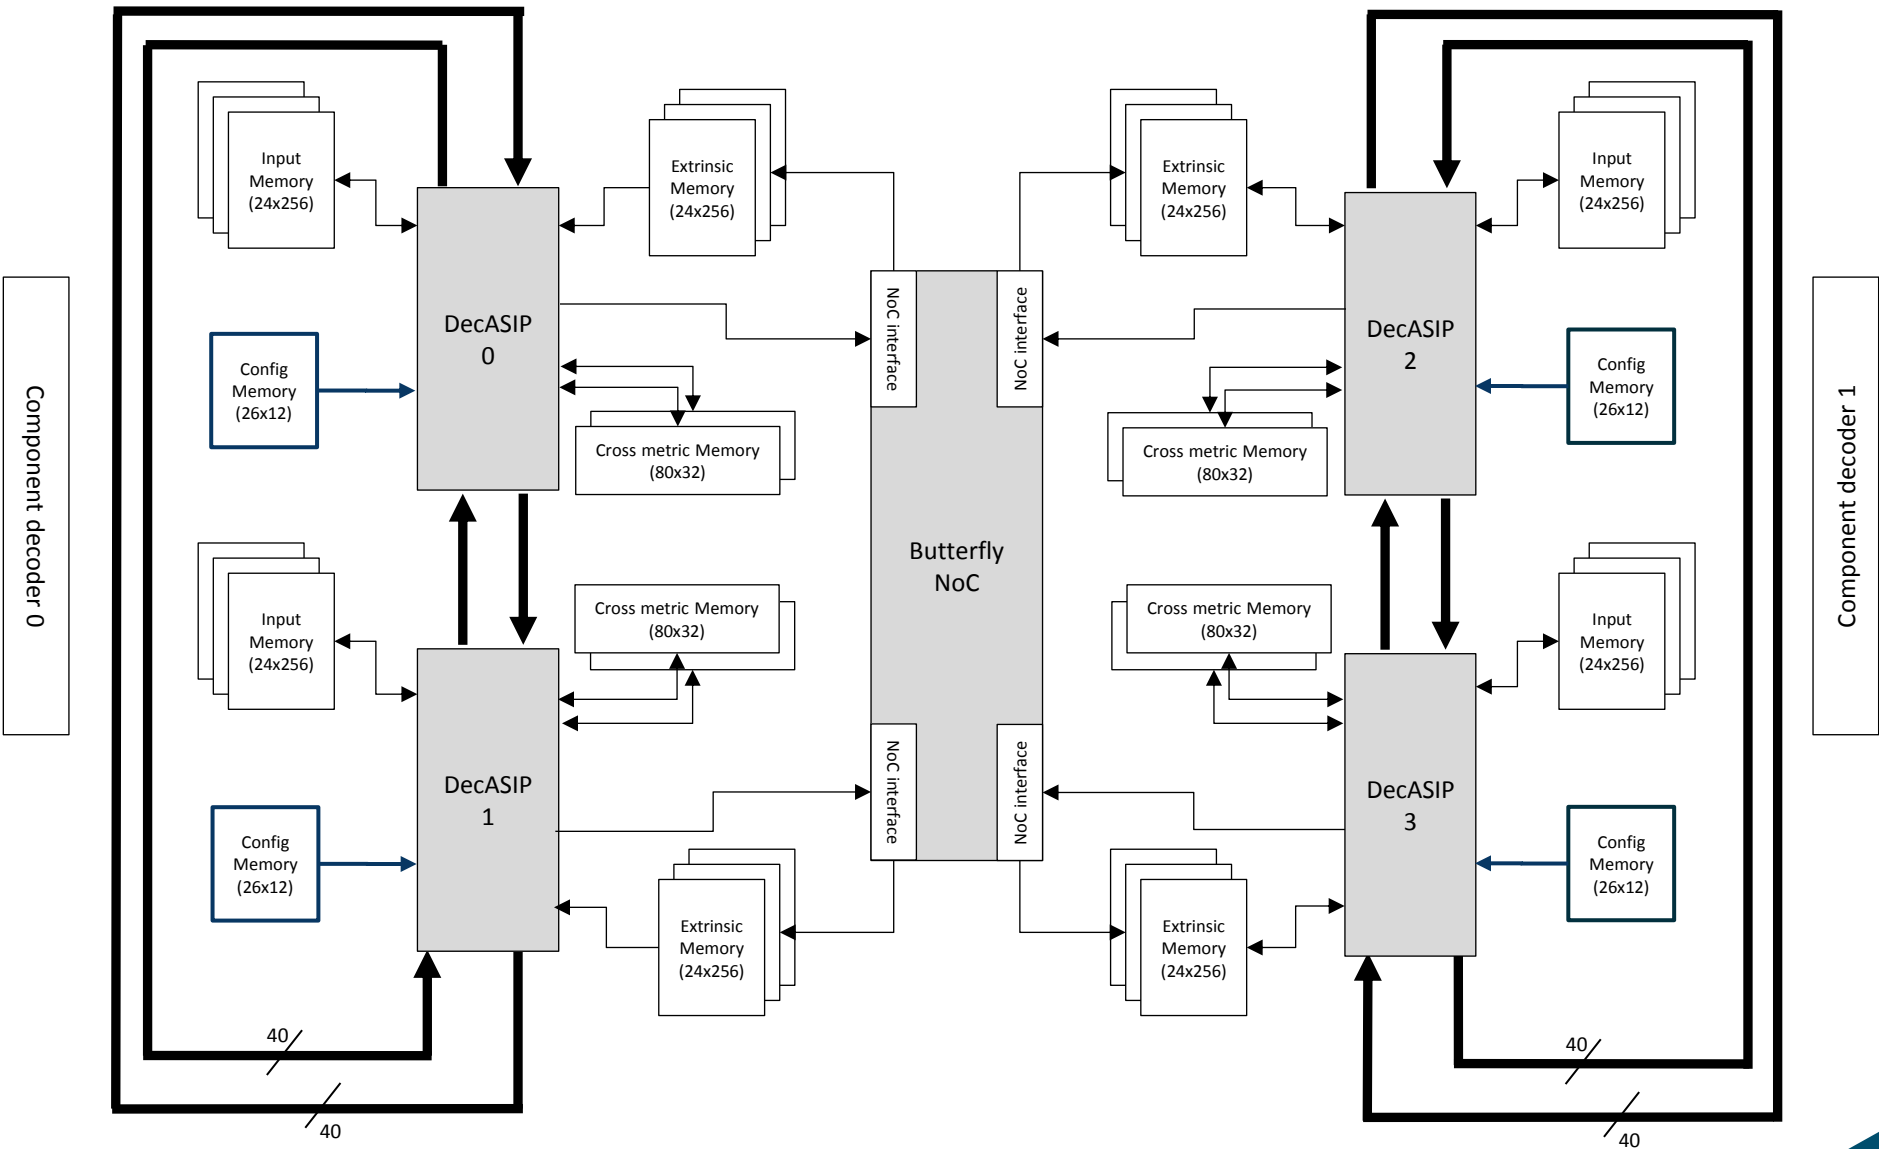 Component decoder 0
Input
Memory
(24x256)
Config
Memory
(26x12)
DecASIP
0
Extrinsic
Memory
(24x256)
Cross metric Memory
(80x32)
Input
Memory
(24x256)
Config
Memory
(26x12)
DecASIP
1
Cross metric Memory
(80x32)
Extrinsic
Memory
(24x256)
40
40
NoC interface
NoC interface
Butterfly
NoC
NoC interface
NoC interface
Extrinsic
Memory
(24x256)
Cross metric Memory
(80x32)
DecASIP
2
Input
Memory
(24x256)
Config
Memory
(26x12)
Cross metric Memory
(80x32)
Extrinsic
Memory
(24x256)
DecASIP
3
Input
Memory
(24x256)
Config
Memory
(26x12)
40
40
Component decoder 1